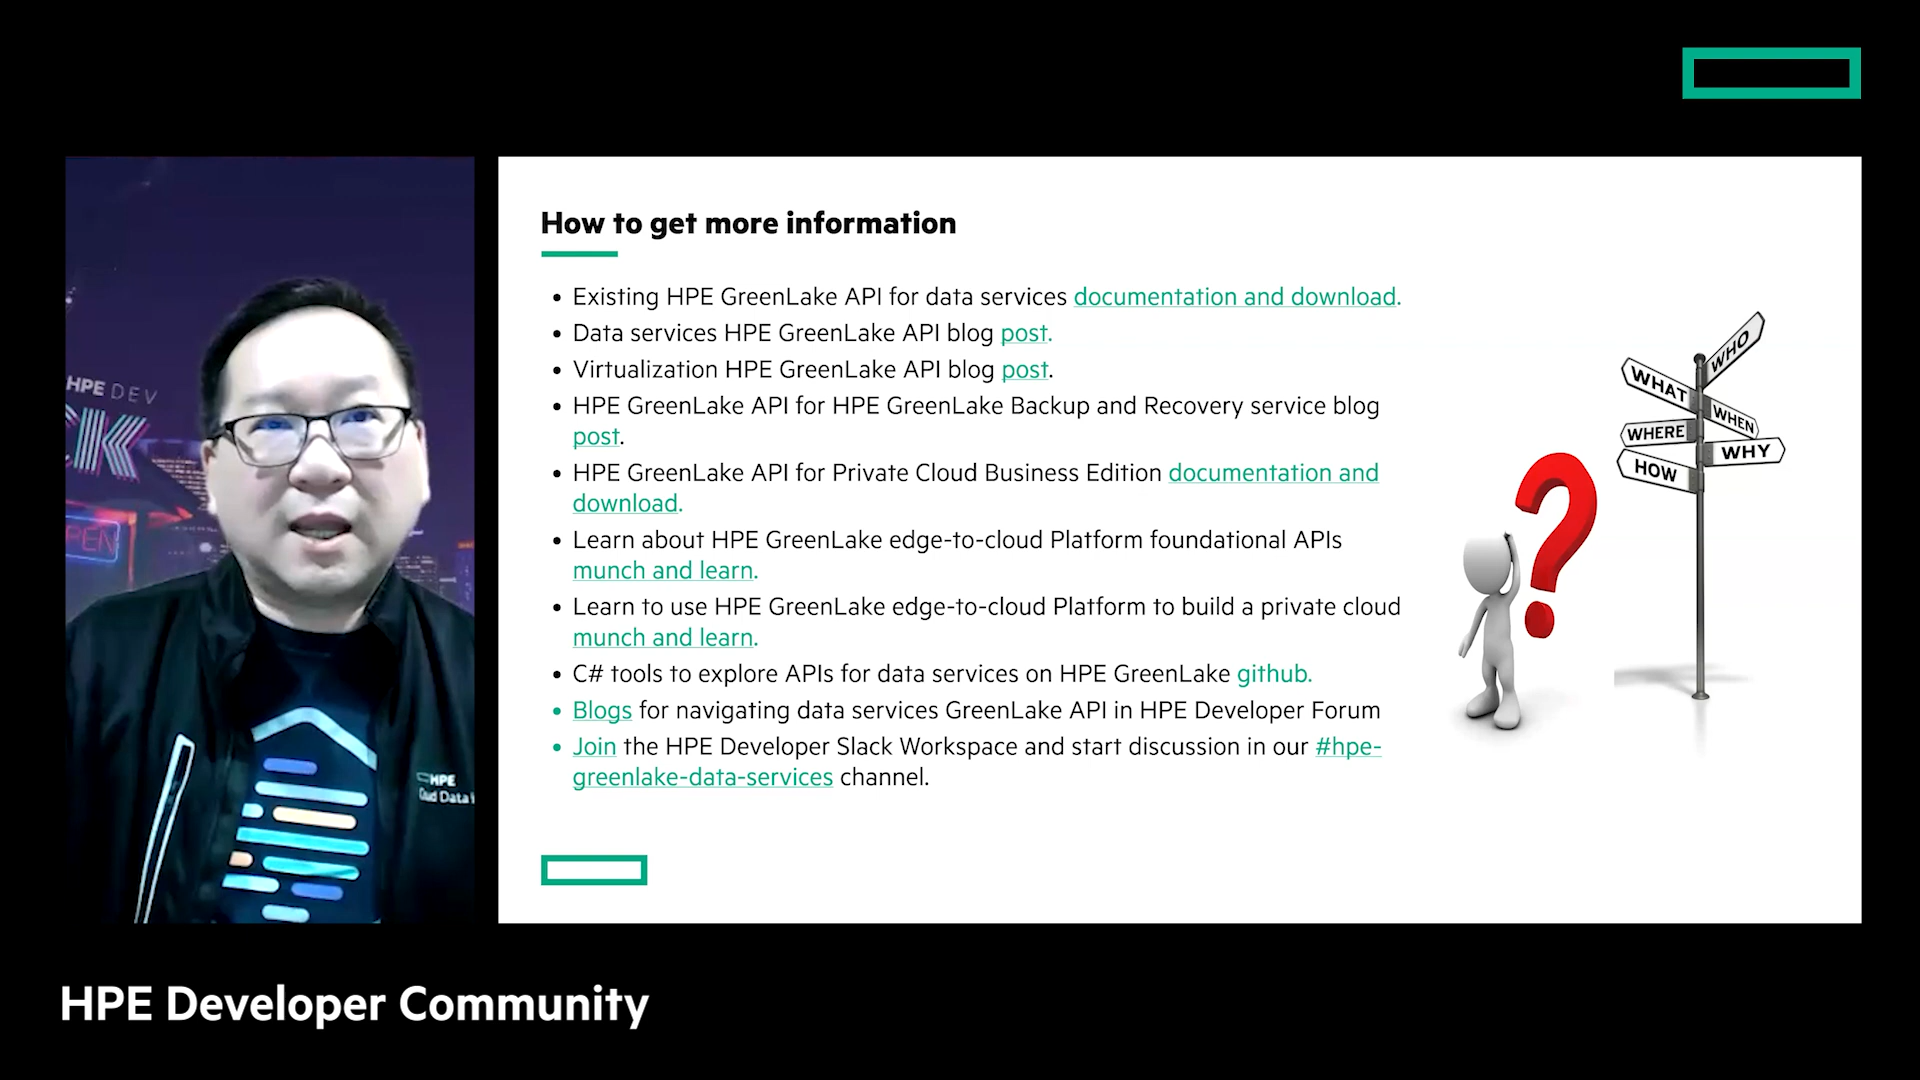 How to get more information
• Existing HPE GreenLake API for data services documentation and download.
• Data services HPE GreenLake API blog post.
• Virtualization HPE GreenLake API blog post.
• HPE GreenLake API for HPE GreenLake Backup and Recovery service blog
post.
• HPE GreenLake API for Private Cloud Business Edition documentation and
download.
• Learn about HPE GreenLake edge-to-cloud Platform foundational APIs
munch and learn.
• Learn to use HPE GreenLake edge-to-cloud Platform to build a private cloud
munch and learn.
• C# tools to explore APIs for data services on HPE GreenLake github.
• Blogs for navigating data services GreenLake API in HPE Developer Forum
• Join the HPE Developer Slack Workspace and start discussion in our #hpe-
greenlake-data-services channel.
WHO
WHAT
WHEN
WHERE
WHY
HOW
HPE DEV
CK
PEN
HPE
Data
HPE Developer Community